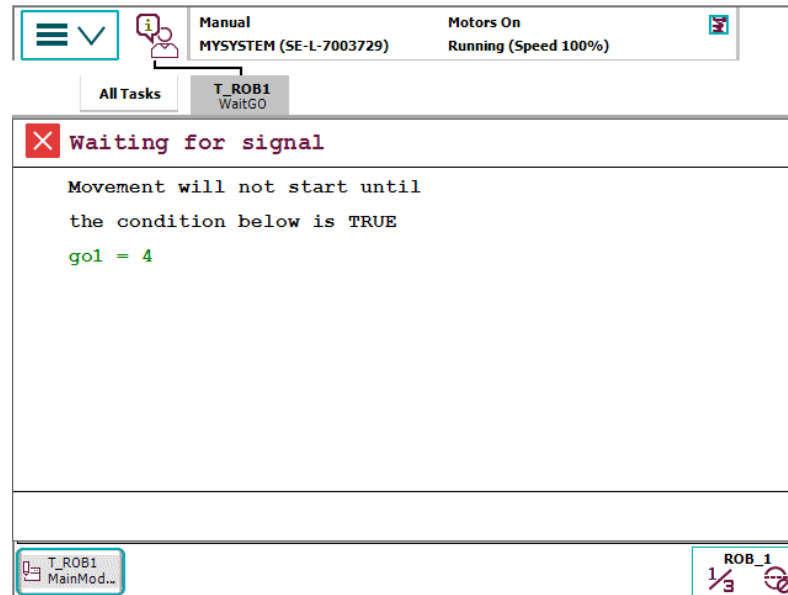 Manual
MYSYSTEM (SE-L-7003729)
Motors On
Running (Speed 100%)
All Tasks
T_ROB1
WaitGO
Waiting for signal
Movement will not start until
the condition below is TRUE
go1 = 4
T_ROB1
MainMod...
ROB_1
1/3